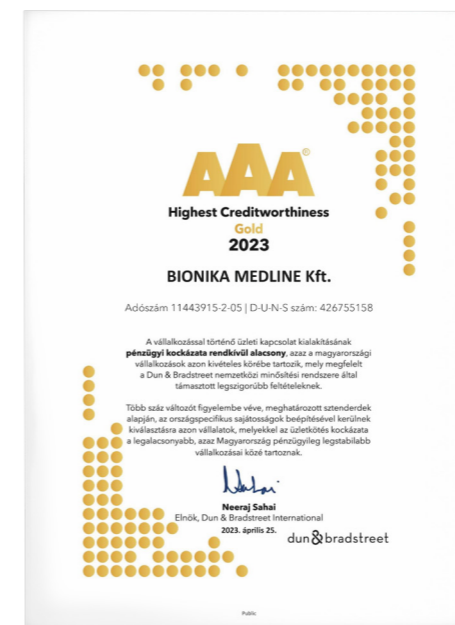 AAA®
Highest Creditworthiness
Gold
2023
BIONIKA MEDLINE Kft.
Adószám 11443915-2-05 | D-U-N-S szám: 426755158
A vállalkozással történő üzleti kapcsolat kialakításának
pénzügyi kockázata rendkívül alacsony, azaz a magyarországi
vállalkozások azon kivételes körébe tartozik, mely megfelelt
a Dun & Bradstreet nemzetközi minősítési rendszere által
támasztott legszigorúbb feltételeknek.
Több száz változót figyelembe véve, meghatározott sztenderdek
alapján, az országspecifikus sajátosságok beépítésével kerülnek
kiválasztásra azon vállalatok, melyekkel az üzletkötés kockázata
a legalacsonyabb, azaz Magyarország pénzügyileg legstabilabb
vállalkozásai közé tartoznak.
Neeraj Sahai
Elnök, Dun & Bradstreet International
2023. április 25.
dun & bradstreet
Public